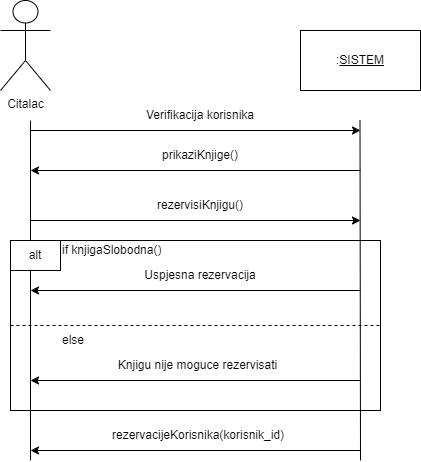 :SISTEM
Citalac
Verifikacija korisnika
prikaziKnjige()
rezervisiKnjigu()
alt
if knjigaSlobodna()
Uspjesna rezervacija
else
Knjigu nije moguce rezervisati
rezervacijeKorisnika(korisnik_id)